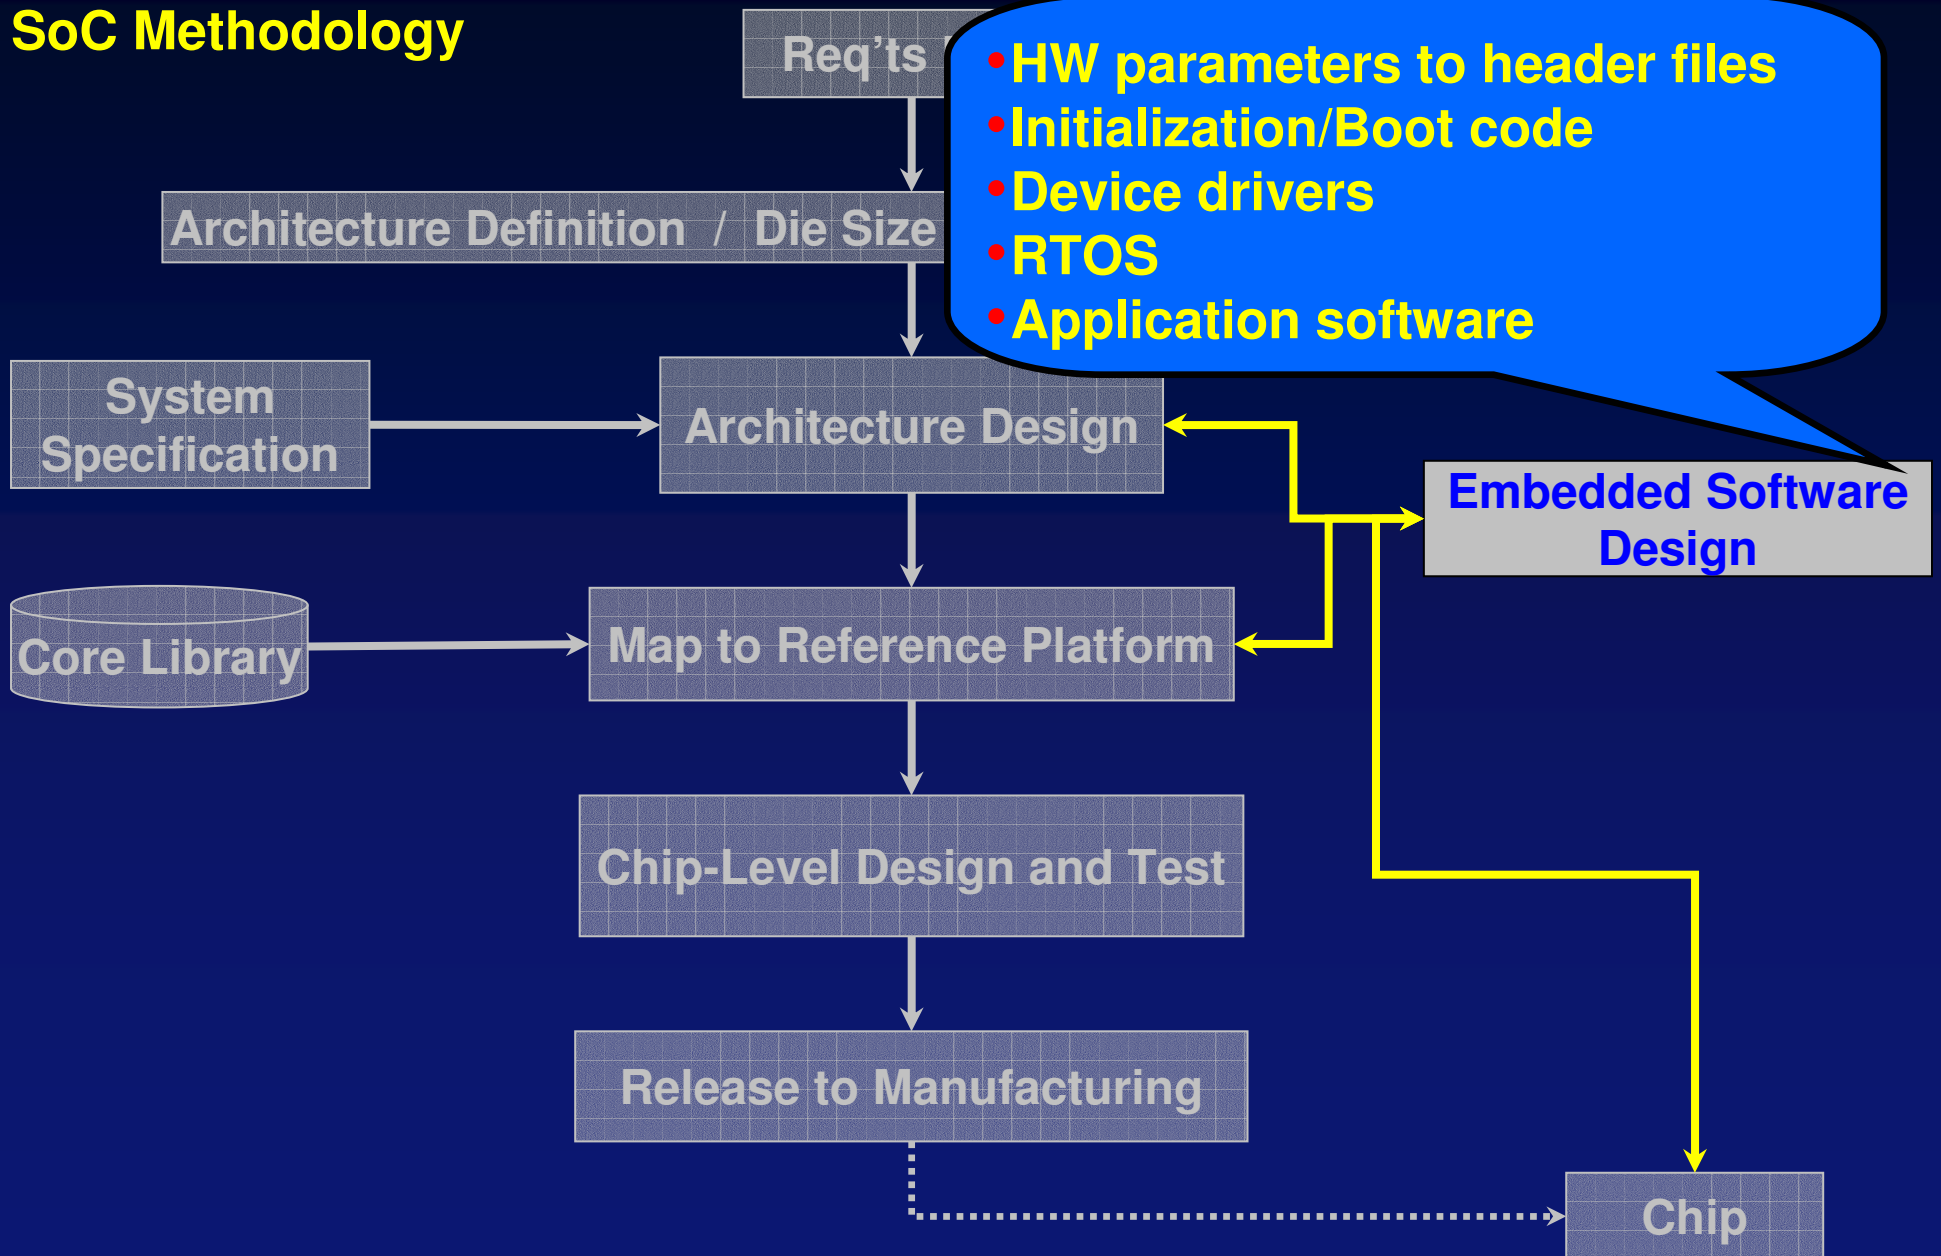 SoC Methodology
Req’ts
•HW parameters to header files
•Initialization/Boot code
•Device drivers
•RTOS
•Application software
Architecture Definition / Die Size
System
Specification
Architecture Design
Embedded Software
Design
Core Library
Map to Reference Platform
Chip-Level Design and Test
Release to Manufacturing
Chip